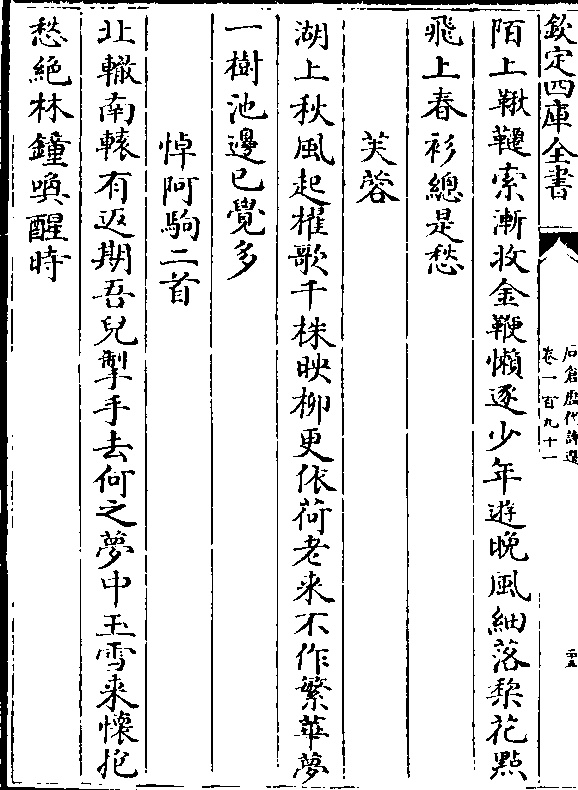 欽定四庫全書
石倉歷代詩選
卷一百九十一
二十五
陌上鞦韆索漸收金鞭懶逐少年遊晚風細落梨花點
飛上春衫總是愁
芙蓉
湖上秋風起櫂歌千株映柳更依荷老來不作繁華夢
一樹池邊已覺多
悼阿駒二首
北轍南轅有返期吾兒掣手去何之夢中玉雪來懷抱
愁絕林鐘喚醒時